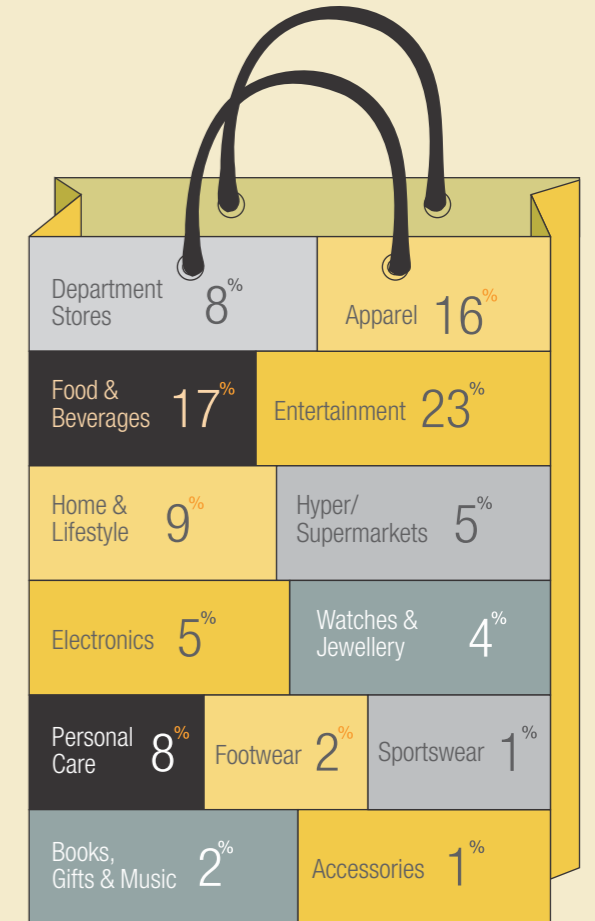 Department
Stores 8%
Apparel 16%
Food &
Beverages 17%
Entertainment 23%
Home &
Lifestyle 9%
Hyper/
Supermarkets 5%
Electronics 5%
Watches &
Jewellery 4%
Personal
Care 8%
Footwear 2%
Sportswear 1%
Books,
Gifts & Music 2%
Accessories 1%